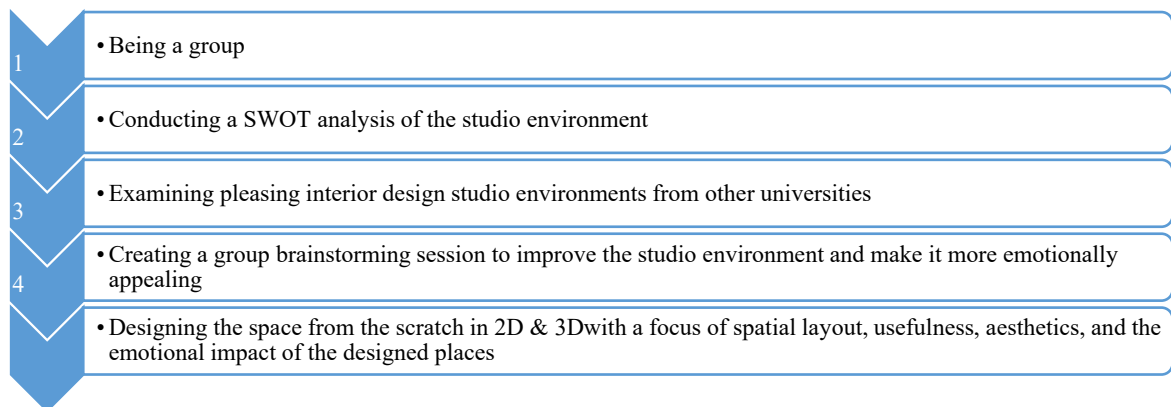 1
• Being a group
2
• Conducting a SWOT analysis of the studio environment
3
• Examining pleasing interior design studio environments from other universities
4
• Creating a group brainstorming session to improve the studio environment and make it more emotionally
appealing
• Designing the space from the scratch in 2D & 3Dwith a focus of spatial layout, usefulness, aesthetics, and the
emotional impact of the designed places